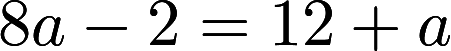 8a − 2 = 12 + a